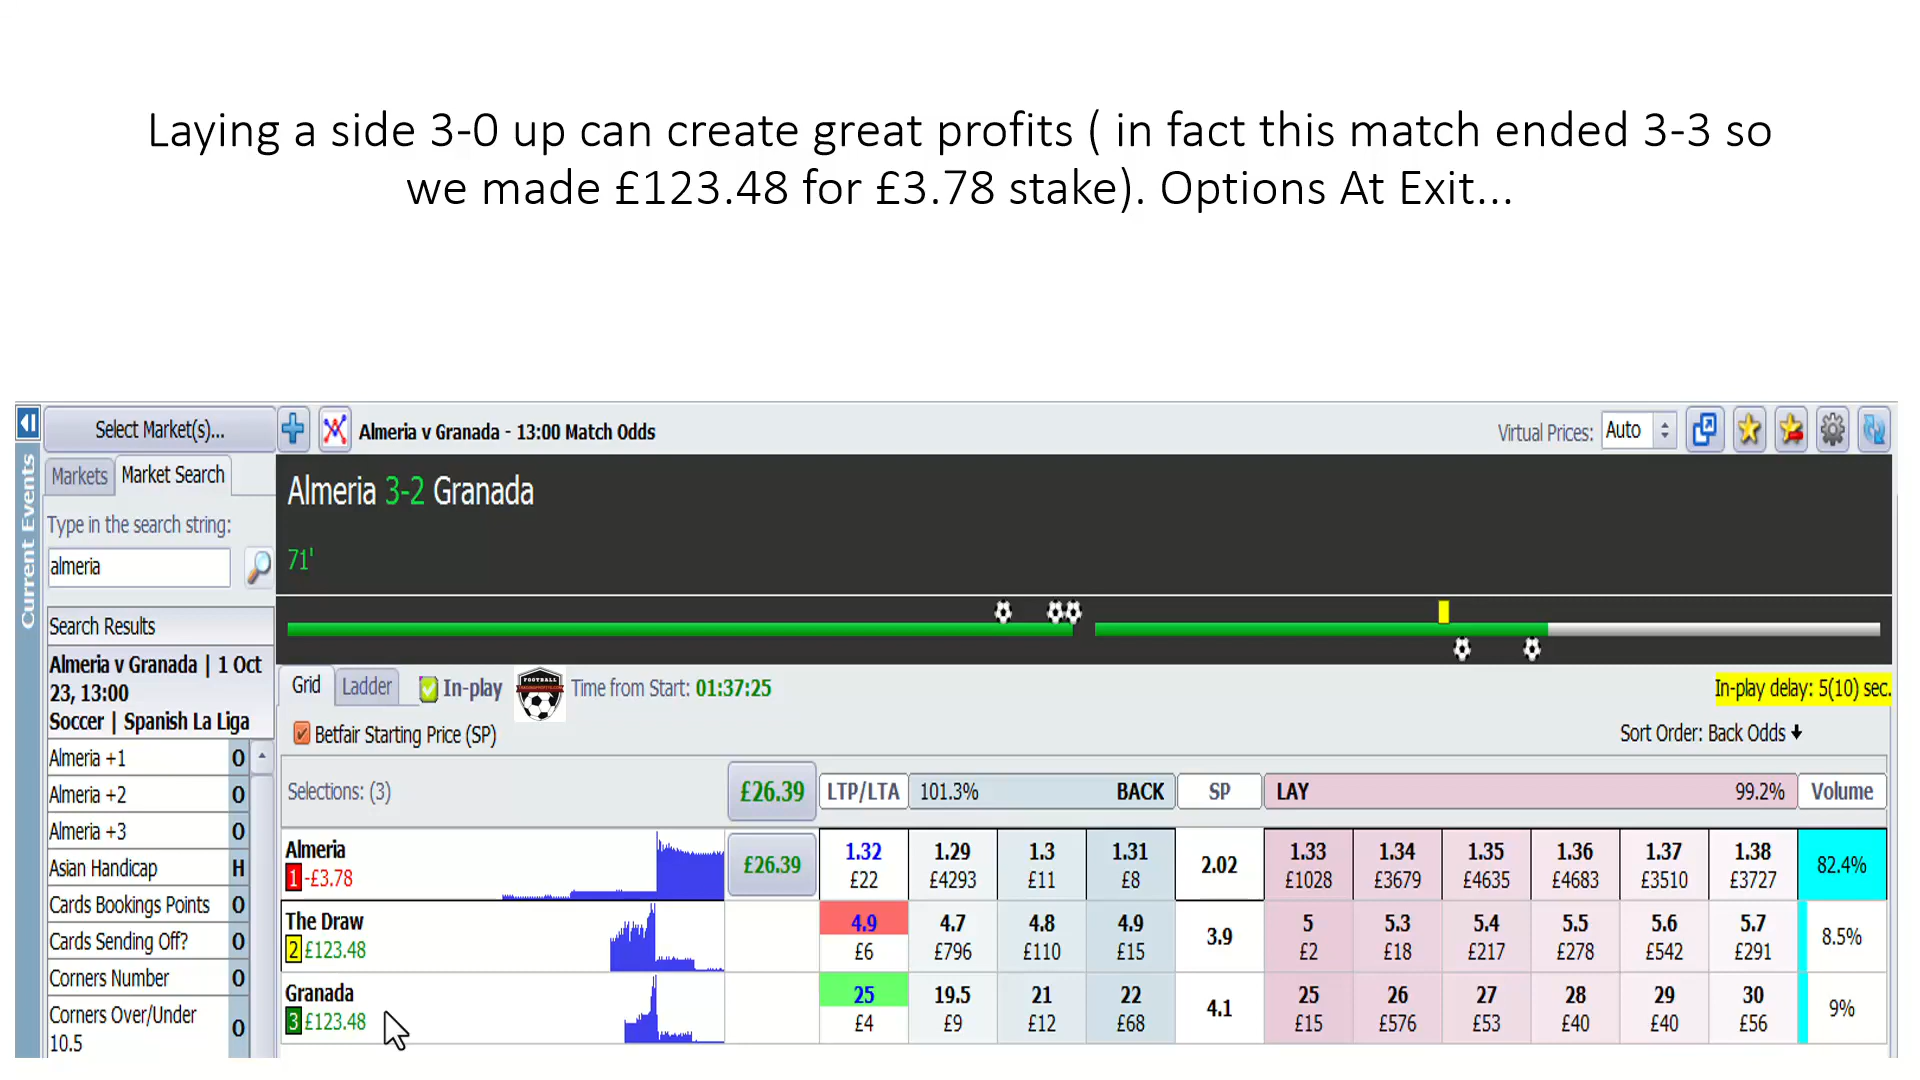 Laying a side 3-0 up can create great profits ( in fact this match ended 3-3 so
we made £123.48 for £3.78 stake). Options At Exit...
Current Events
Select Market(s)...
Almeria v Granada - 13:00 Match Odds
Virtual Prices: Auto
Markets Market Search
Type in the search string:
almeria
Almeria 3-2 Granada
71'
Search Results
Almeria v Granada | 1 Oct
23, 13:00
Soccer | Spanish La Liga
Almeria +1 O
Almeria +2 O
Almeria +3 O
Asian Handicap H
Cards Bookings Points O
Cards Sending Off? O
Corners Number O
Corners Over/Under
10.5 O
Grid Ladder In-play FOOTBALL Time from Start: 01:37:25
In-play delay: 5(10) sec.
Betfair Starting Price (SP)
Sort Order: Back Odds
Selections: (3) £26.39 LTP/LTA 101.3% BACK SP LAY 99.2% Volume
Almeria £26.39 1.32 1.29 1.3 1.31 2.02 1.33 1.34 1.35 1.36 1.37 1.38 82.4%
1 -£3.78 £22 £4293 £11 £8 £1028 £3679 £4635 £4683 £3510 £3727
The Draw 4.9 4.7 4.8 4.9 3.9 5 5.3 5.4 5.5 5.6 5.7 8.5%
2 £123.48 £6 £796 £110 £15 £2 £18 £217 £278 £542 £291
Granada 25 19.5 21 22 4.1 25 26 27 28 29 30 9%
3 £123.48 £4 £9 £12 £68 £15 £576 £53 £40 £40 £56